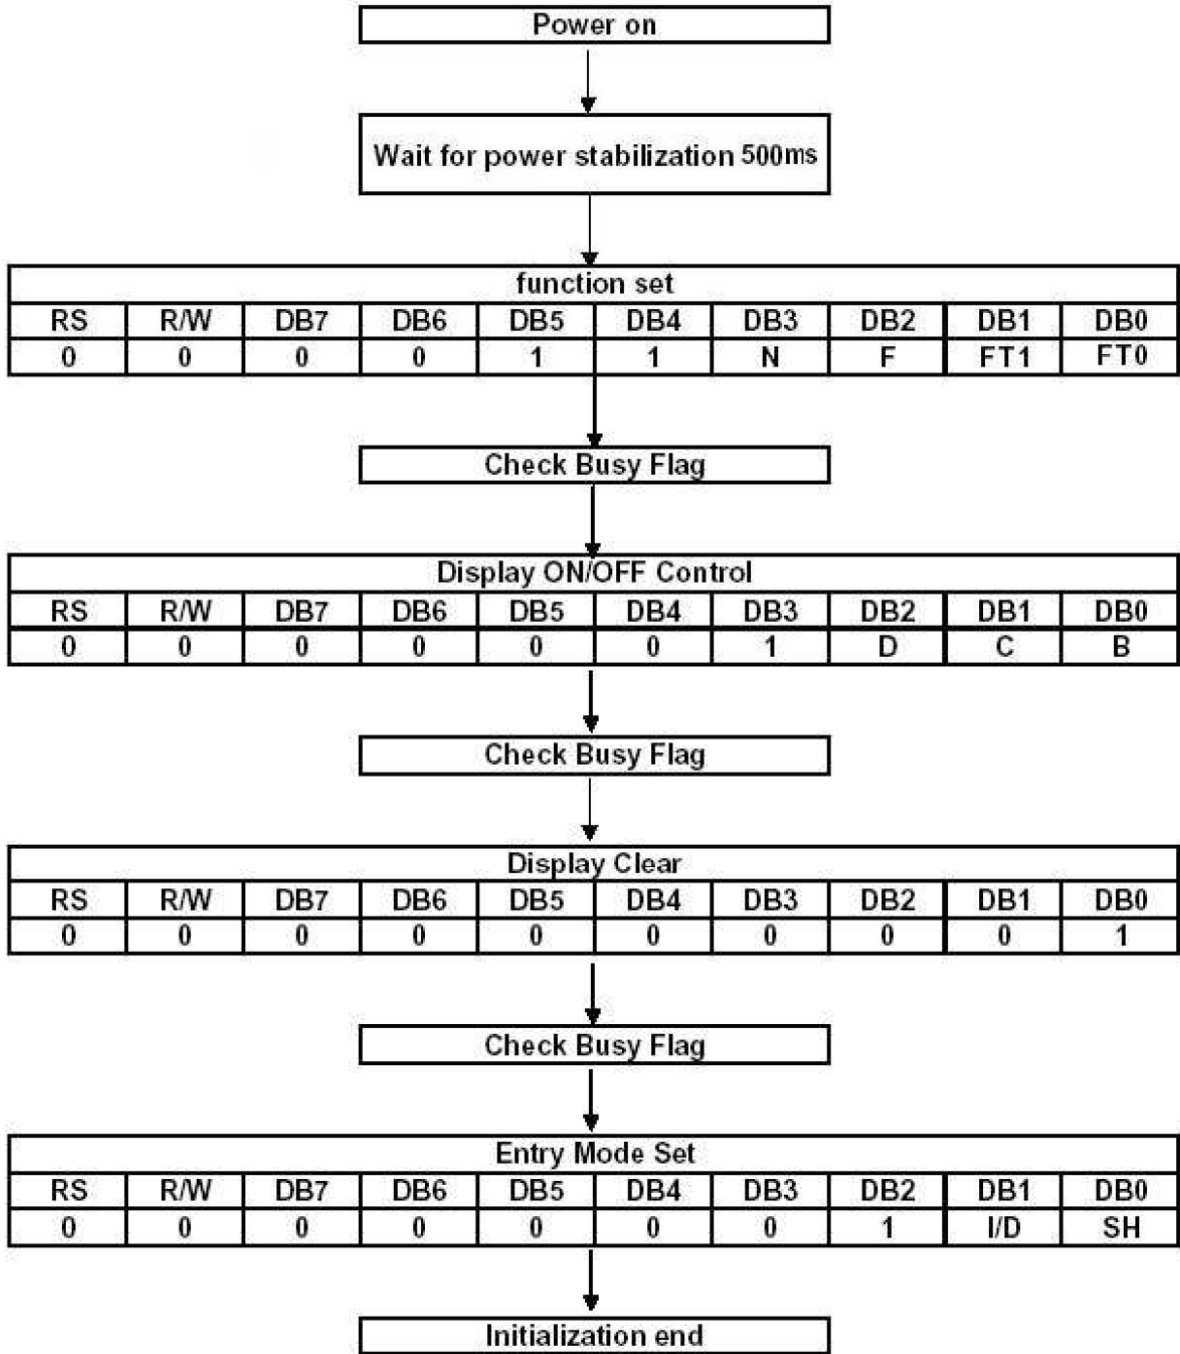 Power on
Wait for power stabilization 500ms
function set
RS R/W DB7 DB6 DB5 DB4 DB3 DB2 DB1 DB0
0 0 0 0 1 1 N F FT1 FT0
Check Busy Flag
Display ON/OFF Control
RS R/W DB7 DB6 DB5 DB4 DB3 DB2 DB1 DB0
0 0 0 0 0 0 1 D C B
Check Busy Flag
Display Clear
RS R/W DB7 DB6 DB5 DB4 DB3 DB2 DB1 DB0
0 0 0 0 0 0 0 0 0 1
Check Busy Flag
Entry Mode Set
RS R/W DB7 DB6 DB5 DB4 DB3 DB2 DB1 DB0
0 0 0 0 0 0 0 1 I/D SH
Initialization end